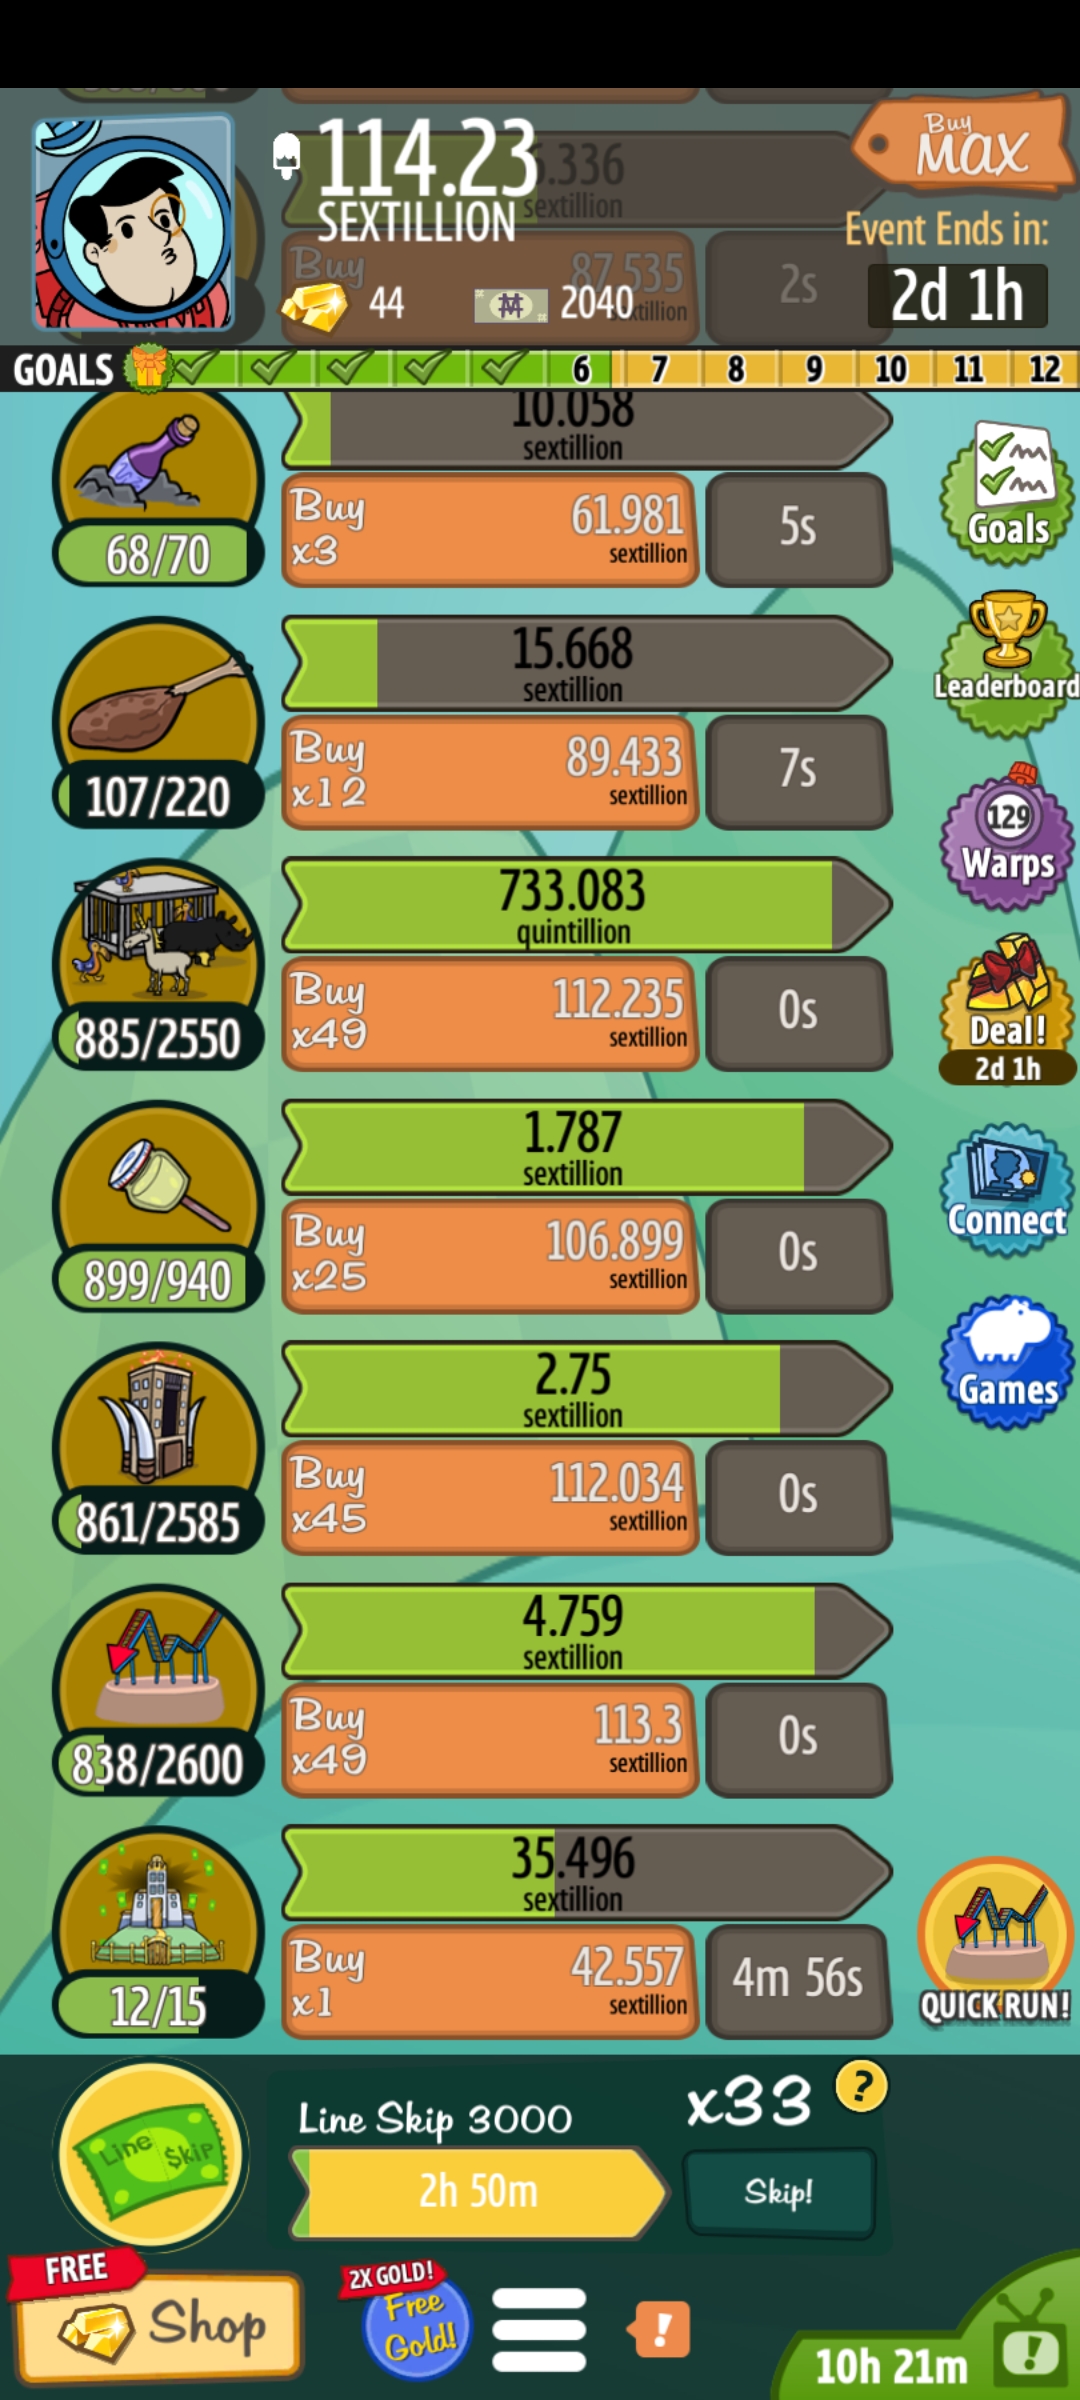 114.23
SEXTILLION
Buy
MAX
6.336
sextillion
Event Ends in:
2d 1h
Buy
87.535
2s
44
2040
GOALS 6 7 8 9 10 11 12
10.058
sextillion
Buy
x3
61.981
sextillion
5s
68/70
Goals
15.668
sextillion
Leaderboard
Buy
x12
89.433
sextillion
7s
107/220
129
Warps
733.083
quintillion
Buy
x49
112.235
sextillion
0s
885/2550
Deal!
2d 1h
1.787
sextillion
Buy
x25
106.899
sextillion
0s
899/940
Connect
2.75
sextillion
Games
Buy
x45
112.034
sextillion
0s
861/2585
4.759
sextillion
Buy
x49
113.3
sextillion
0s
838/2600
35.496
sextillion
Buy
x1
42.557
sextillion
4m 56s
12/15
QUICK RUN!
Line $kip
Line Skip 3000
x33
?
2h 50m
Skip!
FREE
Shop
2X GOLD!
Free
Gold!
!
10h 21m
!